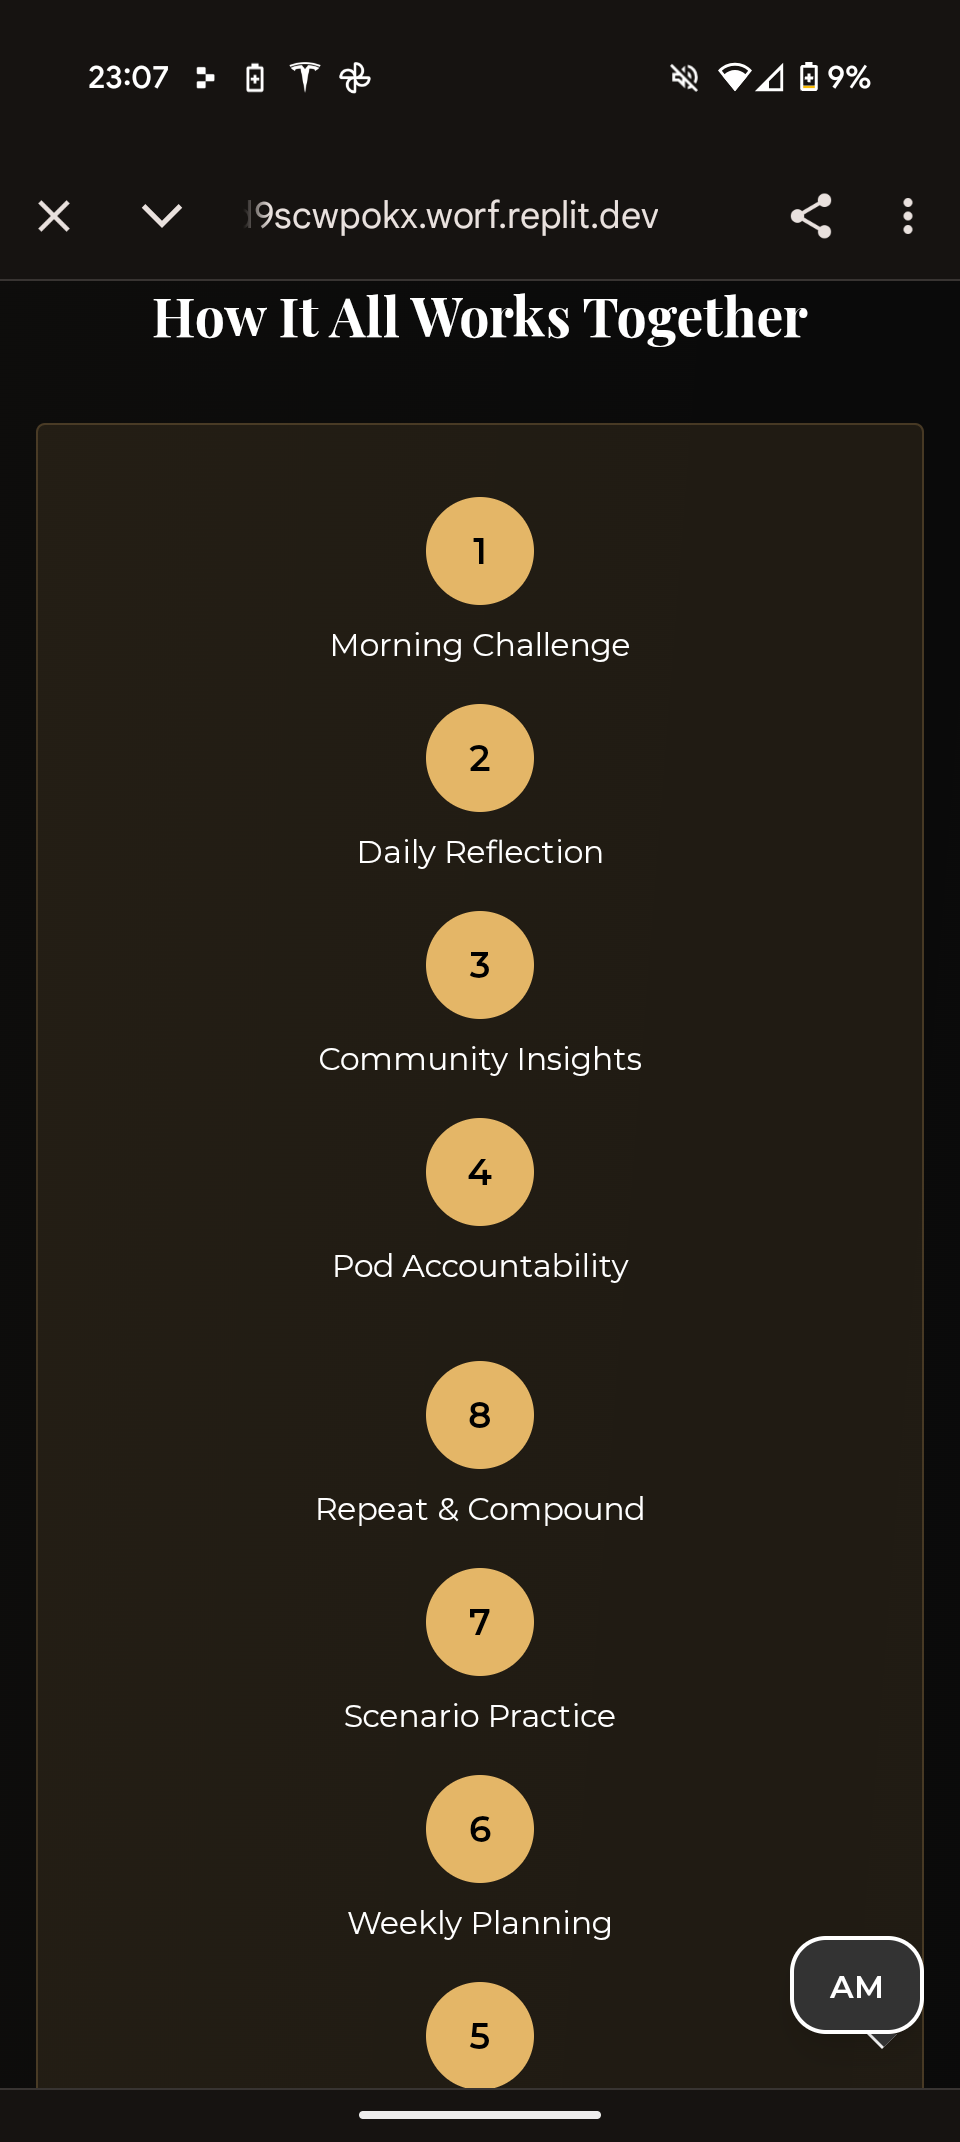 23:07
9%
9scwpokx.worf.replit.dev
How It All Works Together
1
Morning Challenge
2
Daily Reflection
3
Community Insights
4
Pod Accountability
8
Repeat & Compound
7
Scenario Practice
6
Weekly Planning
5
AM